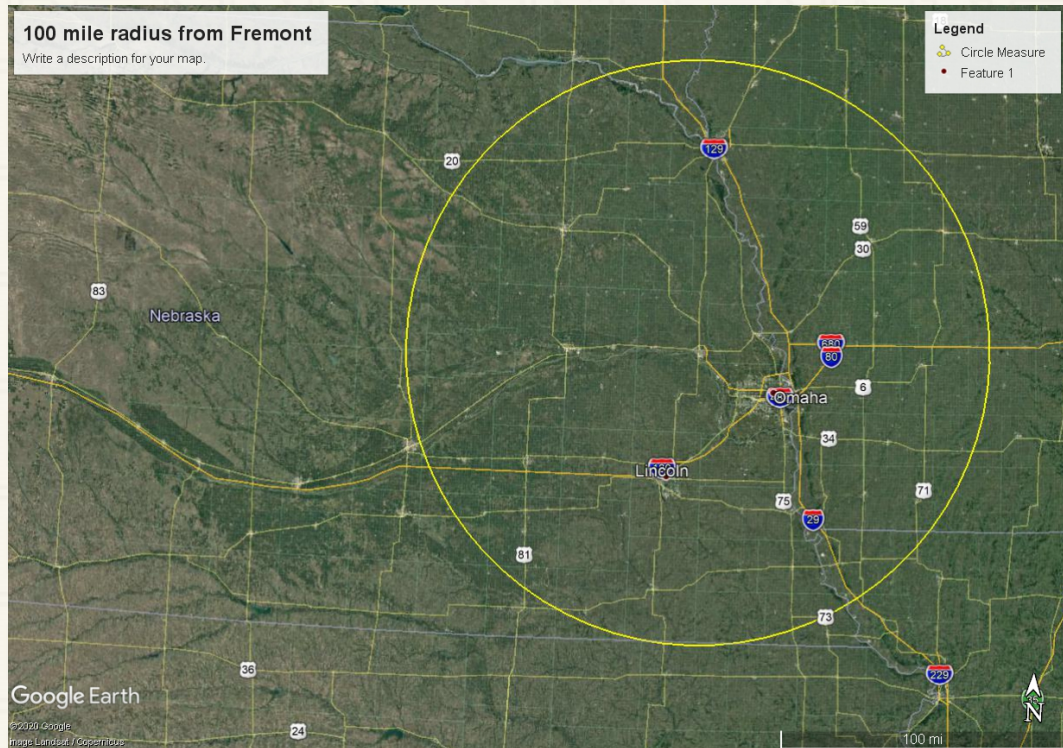 100 mile radius from Fremont
Write a description for your map.
Legend
Circle Measure
Feature 1
129
20
59
30
83
Nebraska
680
80
6
Omaha
34
Lincoln
71
75
29
81
73
36
229
Google Earth
N
©2020 Google
24
Image Landsat / Copernicus
100 mi